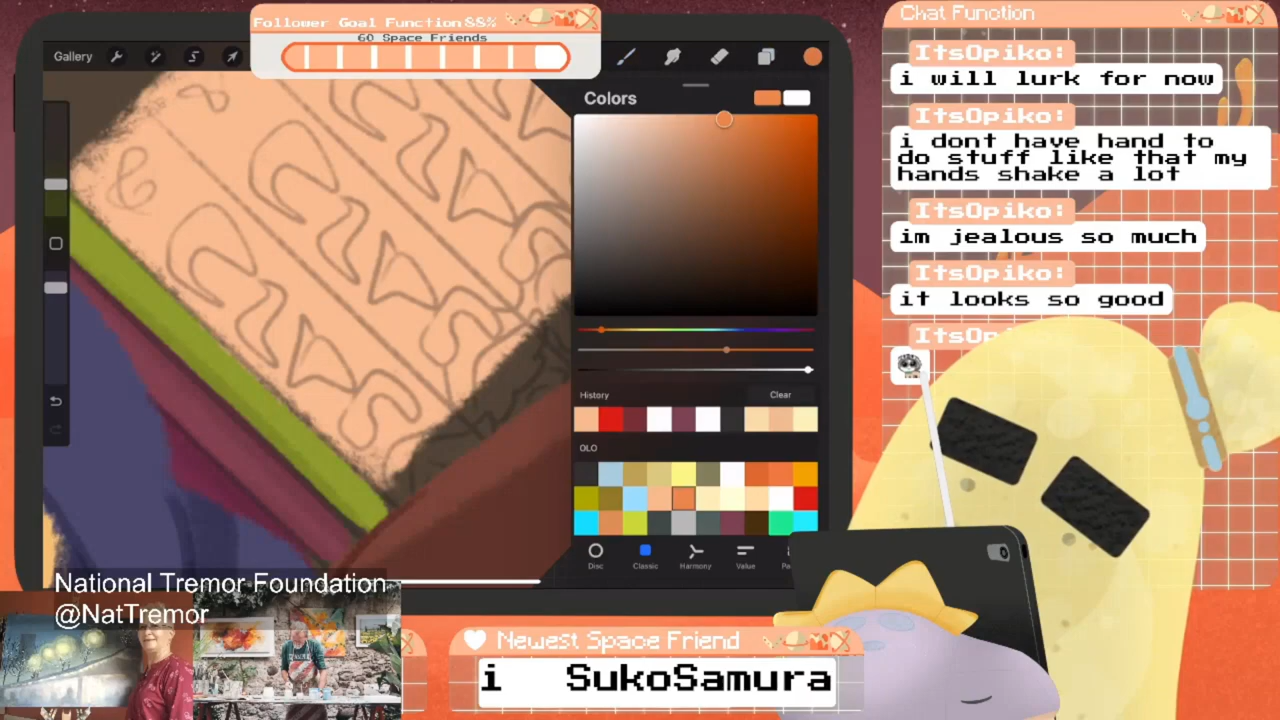 Follower Goal Function 88%
60 Space Friends
Gallery
Colors
History
Clear
OLO
Disc
Classic
Harmony
Value
Chat Function
ItsOpiko:
i will lurk for now
ItsOpiko:
i dont have hand to
do stuff like that my
hands shake a lot
ItsOpiko:
im jealous so much
ItsOpiko:
it looks so good
ItsOp
National Tremor Foundation
@NatTremor
Newest Space Friend
i SukoSamura